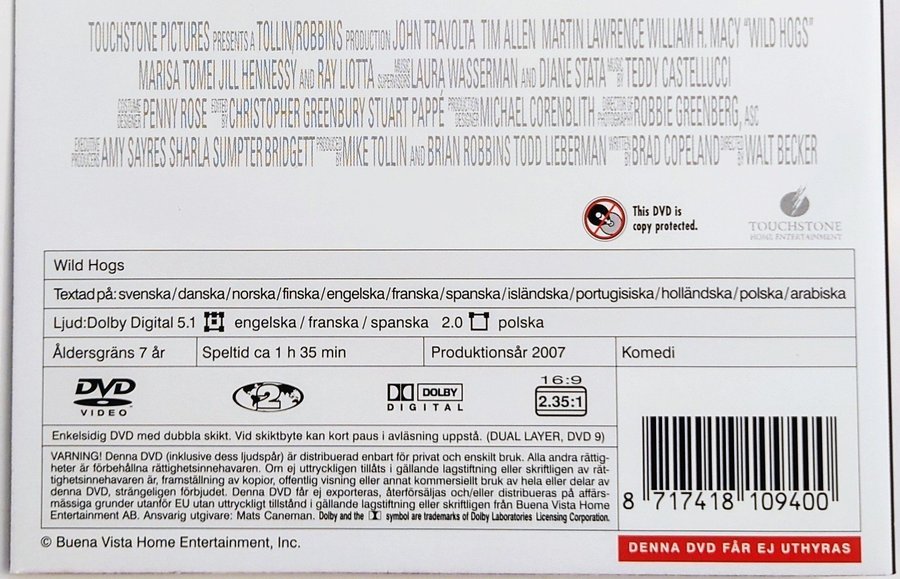 TOUCHSTONE PICTURES PRESENTS A TOLLIN/ROBBINS PRODUCTION JOHN TRAVOLTA TIM ALLEN MARTIN LAWRENCE WILLIAM H. MACY "WILD HOGS"
MARISA TOMEI JILL HENNESSY AND RAY LIOTTA MUSIC SUPERVISORS LAURA WASSERMAN AND DIANE STATA MUSIC BY TEDDY CASTELLUCCI
COSTUME DESIGNER PENNY ROSE EDITED BY CHRISTOPHER GREENBURY STUART PAPPÉ PRODUCTION DESIGNER MICHAEL CORENBLITH DIRECTOR OF PHOTOGRAPHY ROBBIE GREENBERG, ASC
EXECUTIVE PRODUCERS AMY SAYRES SHARLA SUMPTER BRIDGETT PRODUCED BY MIKE TOLLIN AND BRIAN ROBBINS TODD LIEBERMAN WRITTEN BY BRAD COPELAND DIRECTED BY WALT BECKER
This DVD is
copy protected.
TOUCHSTONE
HOME ENTERTAINMENT
Wild Hogs
Textad på: svenska/danska/norska/finska/engelska/franska/spanska/isländska/portugisiska/holländska/polska/arabiska
Ljud:Dolby Digital 5.1 engelska / franska / spanska 2.0 polska
Åldersgräns 7 år Speltid ca 1 h 35 min Produktionsår 2007 Komedi
DVD
VIDEO™
2
DOLBY
DIGITAL
16:9
2.35:1
Enkelsidig DVD med dubbla skikt. Vid skiktbyte kan kort paus i avläsning uppstå. (DUAL LAYER, DVD 9)
VARNING! Denna DVD (inklusive dess ljudspår) är distribuerad enbart för privat och enskilt bruk. Alla andra rättig-
heter är förbehållna rättighetsinnehavaren. Om ej uttryckligen tillåts i gällande lagstiftning eller skriftligen av rät-
tighetsinnehavaren är, framställning av kopior, offentlig visning eller annat kommersiellt bruk av hela eller delar av
denna DVD, strängeligen förbjudet. Denna DVD får ej exporteras, återförsäljas och/eller distribueras på affärs-
mässiga grunder utanför EU utan uttryckligt tillstånd i gällande lagstiftning eller skriftligen från Buena Vista Home
Entertainment AB. Ansvarig utgivare: Mats Caneman. Dolby and the symbol are trademarks of Dolby Laboratories Licensing Corporation.
8 717418 109400
© Buena Vista Home Entertainment, Inc.
DENNA DVD FÅR EJ UTHYRAS